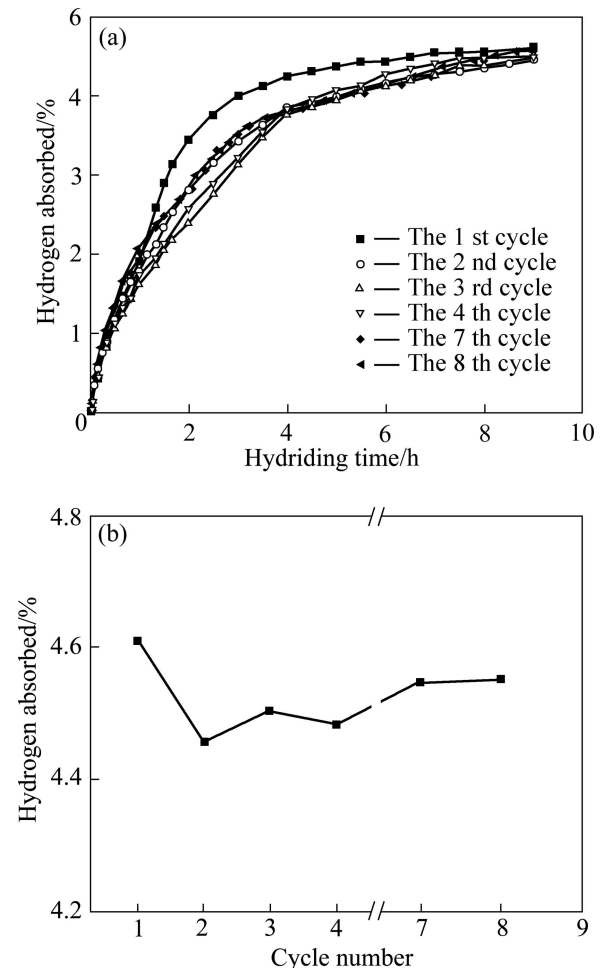 (a)
6
4
3
2
1
0
2
4
6
8
10
Hydrogen absorbed/%
Hydriding time/h
The 1 st cycle
The 2 nd cycle
The 3 rd cycle
The 4 th cycle
The 7 th cycle
The 8 th cycle
(b)
4.8
4.6
4.4
4.2
1
2
3
4
7
8
9
Hydrogen absorbed/%
Cycle number